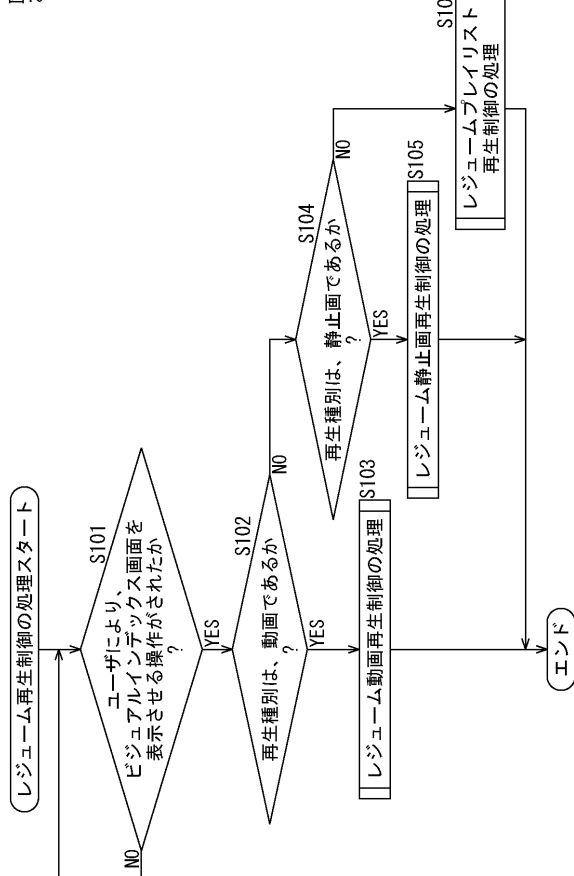 レジューム再生制御の処理スタート
S101
ユーザにより、
ビジュアルインデックス画面を
表示させる操作がされたか
?
NO
YES
S102
再生種別は、動画であるか
?
NO
YES
S103
レジューム動画再生制御の処理
S104
再生種別は、静止画であるか
?
NO
YES
S105
レジューム静止画再生制御の処理
レジュームプレイリスト
再生制御の処理
エンド